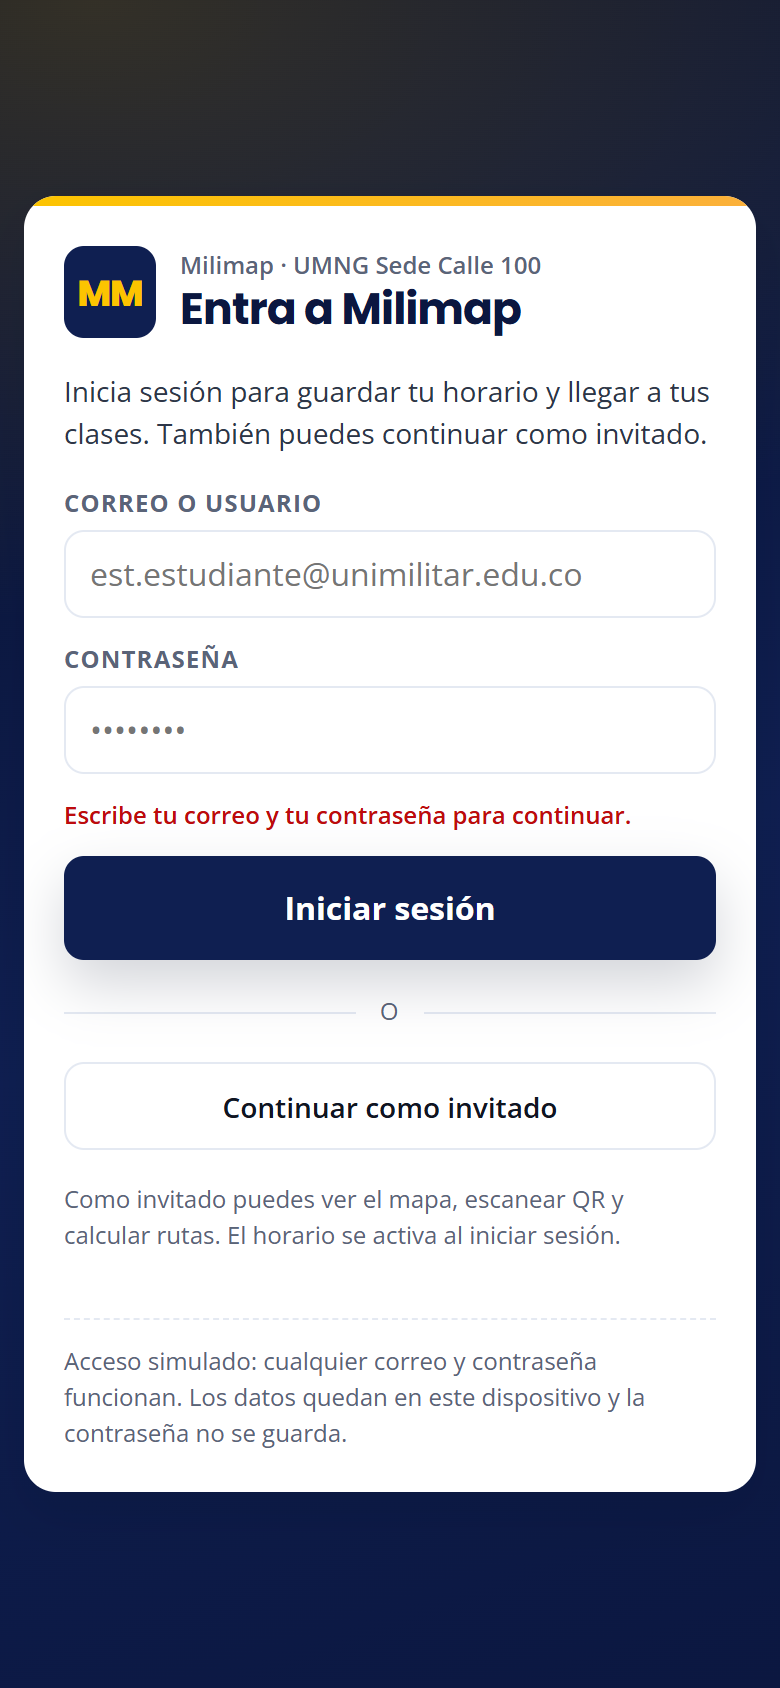 MM
Milimap · UMNG Sede Calle 100
Entra a Milimap
Inicia sesión para guardar tu horario y llegar a tus
clases. También puedes continuar como invitado.
CORREO O USUARIO
est.estudiante@unimilitar.edu.co
CONTRASEÑA
••••••••
Escribe tu correo y tu contraseña para continuar.
Iniciar sesión
O
Continuar como invitado
Como invitado puedes ver el mapa, escanear QR y
calcular rutas. El horario se activa al iniciar sesión.
Acceso simulado: cualquier correo y contraseña
funcionan. Los datos quedan en este dispositivo y la
contraseña no se guarda.